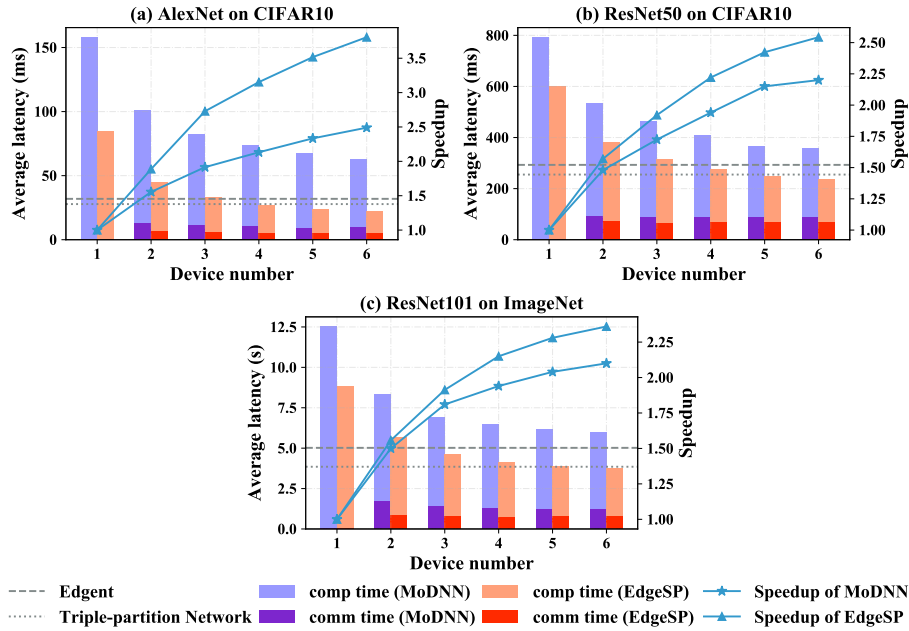 (a) AlexNet on CIFAR10
Average latency (ms)
150
100
50
0
3.5
3.0
2.5
2.0
1.5
1.0
Speedup
1 2 3 4 5 6
Device number
(b) ResNet50 on CIFAR10
Average latency (ms)
800
600
400
200
0
2.50
2.25
2.00
1.75
1.50
1.25
1.00
Speedup
1 2 3 4 5 6
Device number
(c) ResNet101 on ImageNet
Average latency (s)
12.5
10.0
7.5
5.0
2.5
0.0
2.25
2.00
1.75
1.50
1.25
1.00
Speedup
1 2 3 4 5 6
Device number
Edgent
Triple-partition Network
comp time (MoDNN)
comm time (MoDNN)
comp time (EdgeSP)
comm time (EdgeSP)
Speedup of MoDNN
Speedup of EdgeSP